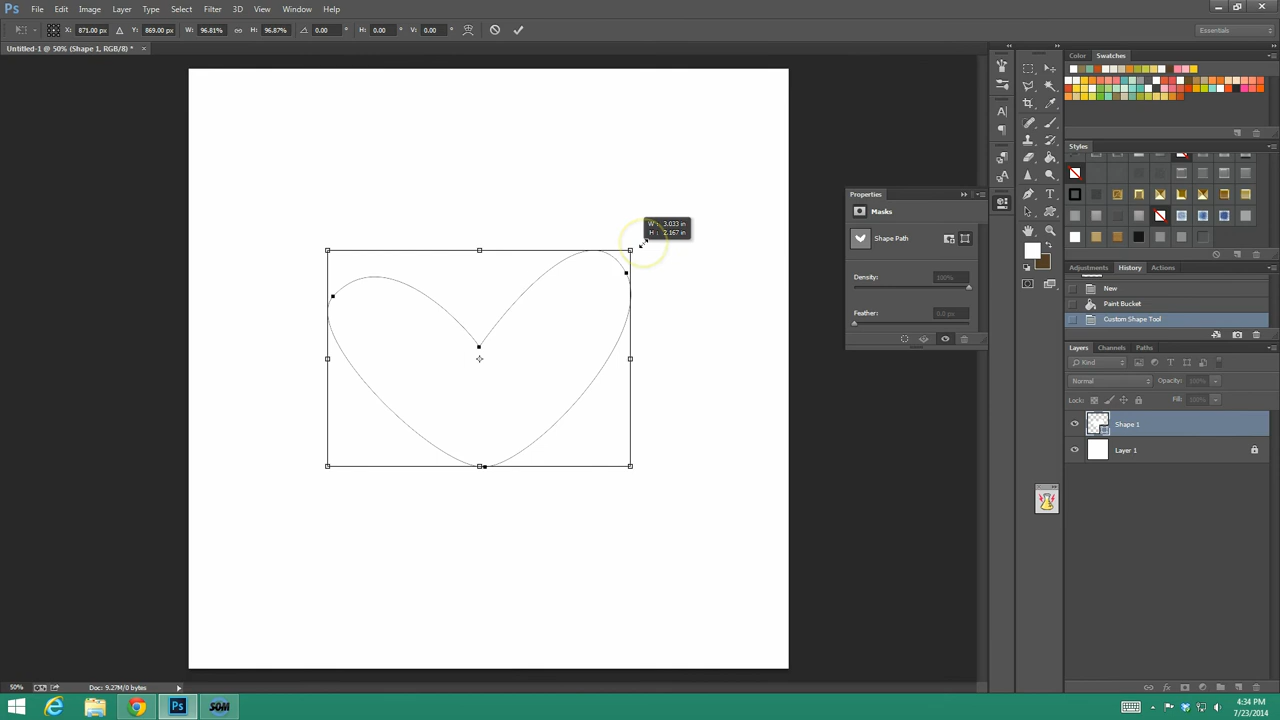 Ps File Edit Image Layer Type Select Filter 3D View Window Help
X: 871.00 px Y: 869.00 px W: 96.81% H: 96.87% 0.00 H: 0.00 V: 0.00 Essentials
Untitled-1 @ 50% (Shape 1, RGB/8) * ×
Color Swatches
Styles
W : 3.033 in
H : 2.167 in
Properties
Masks
Shape Path
Density: 100%
Feather: 0.0 px
Adjustments History Actions
New
Paint Bucket
Custom Shape Tool
Layers Channels Paths
Kind
Normal Opacity: 100%
Lock: Fill: 100%
Shape 1
Layer 1
50% Doc: 9.27M/0 bytes
Ps SOM
4:34 PM
7/23/2014